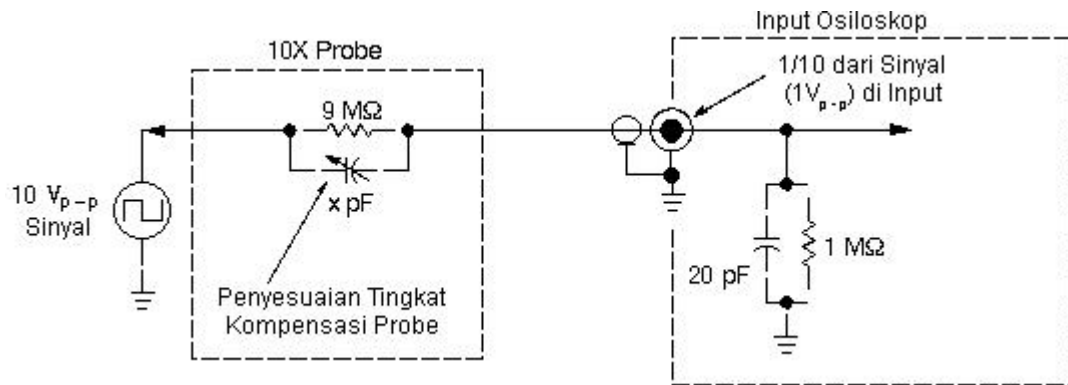 Input Osiloskop
10X Probe
1/10 dari Sinyal
(1Vp-p) di Input
9 MΩ
x pF
10 Vp-p
Sinyal
Penyesuaian Tingkat
Kompensasi Probe
20 pF
1 MΩ